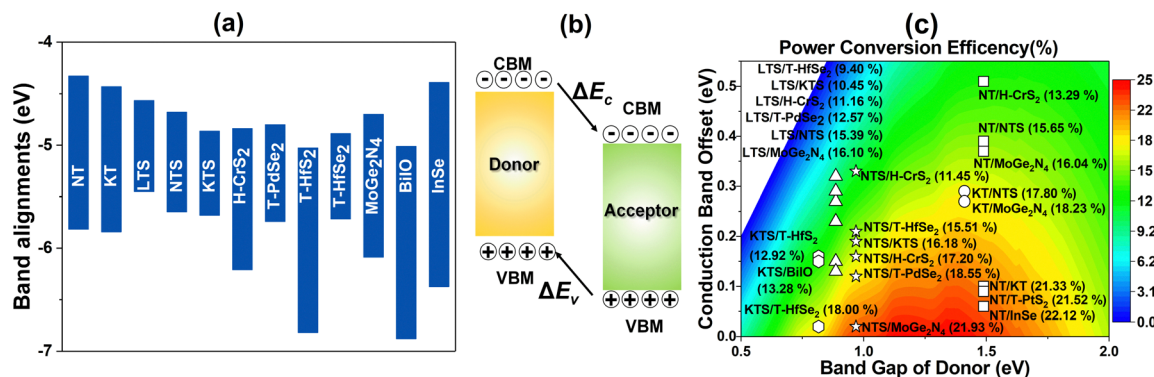 (a)
Band alignments (eV)
-4
-5
-6
-7
NT
KT
LTS
NTS
KTS
H-CrS2
T-PdSe2
T-HfS2
T-HfSe2
MoGe2N4
BiIO
InSe
(b)
CBM
- - - -
ΔEc
CBM
- - - -
Donor
Acceptor
+ + + +
VBM
ΔEv
+ + + +
VBM
(c)
Power Conversion Efficency(%)
Conduction Band Offset (eV)
0.5
0.4
0.3
0.2
0.1
0.0
LTS/T-HfSe2 (9.40 %)
LTS/KTS (10.45 %)
LTS/H-CrS2 (11.16 %)
LTS/T-PdSe2 (12.57 %)
LTS/NTS (15.39 %)
LTS/MoGe2N4 (16.10 %)
NT/H-CrS2 (13.29 %)
NT/NTS (15.65 %)
NT/MoGe2N4 (16.04 %)
NTS/H-CrS2 (11.45 %)
KT/NTS (17.80 %)
KT/MoGe2N4 (18.23 %)
KTS/T-HfS2
(12.92 %)
KTS/BiIO
(13.28 %)
KTS/T-HfSe2 (18.00 %)
NTS/T-HfSe2 (15.51 %)
NTS/KTS (16.18 %)
NTS/H-CrS2 (17.20 %)
NTS/T-PdSe2 (18.55 %)
NTS/MoGe2N4 (21.93 %)
NT/KT (21.33 %)
NT/T-PtS2 (21.52 %)
NT/InSe (22.12 %)
0.5
1.0
1.5
2.0
Band Gap of Donor (eV)
25
22
20
18
15
12
9.2
6.0
3.0
0.0